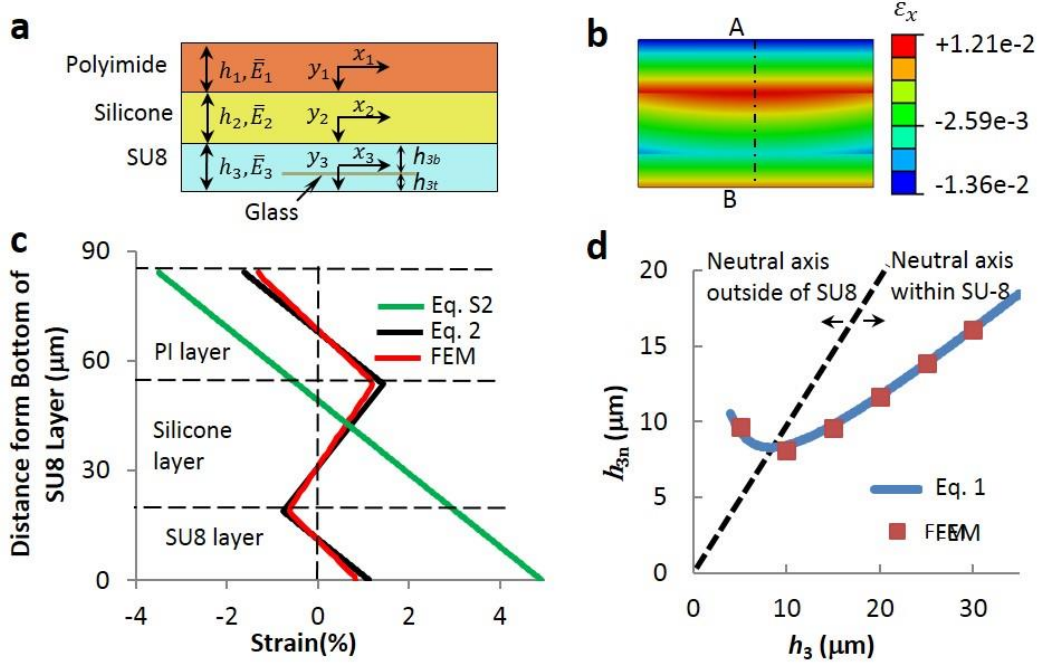 a
Polyimide
h₁, E̅₁
y₁
x₁
Silicone
h₂, E̅₂
y₂
x₂
SU8
h₃, E̅₃
y₃
x₃
h₃b
h₃t
Glass
b
A
B
εₓ
+1.21e-2
-2.59e-3
-1.36e-2
c
Distance form Bottom of
SU8 Layer (μm)
90
60
30
0
PI layer
Silicone
layer
SU8 layer
Eq. S2
Eq. 2
FEM
-4
-2
0
2
4
Strain(%)
d
h₃ₙ (μm)
20
15
10
5
0
Neutral axis
outside of SU8
Neutral axis
within SU-8
Eq. 1
FEM
0
10
20
30
h₃ (μm)